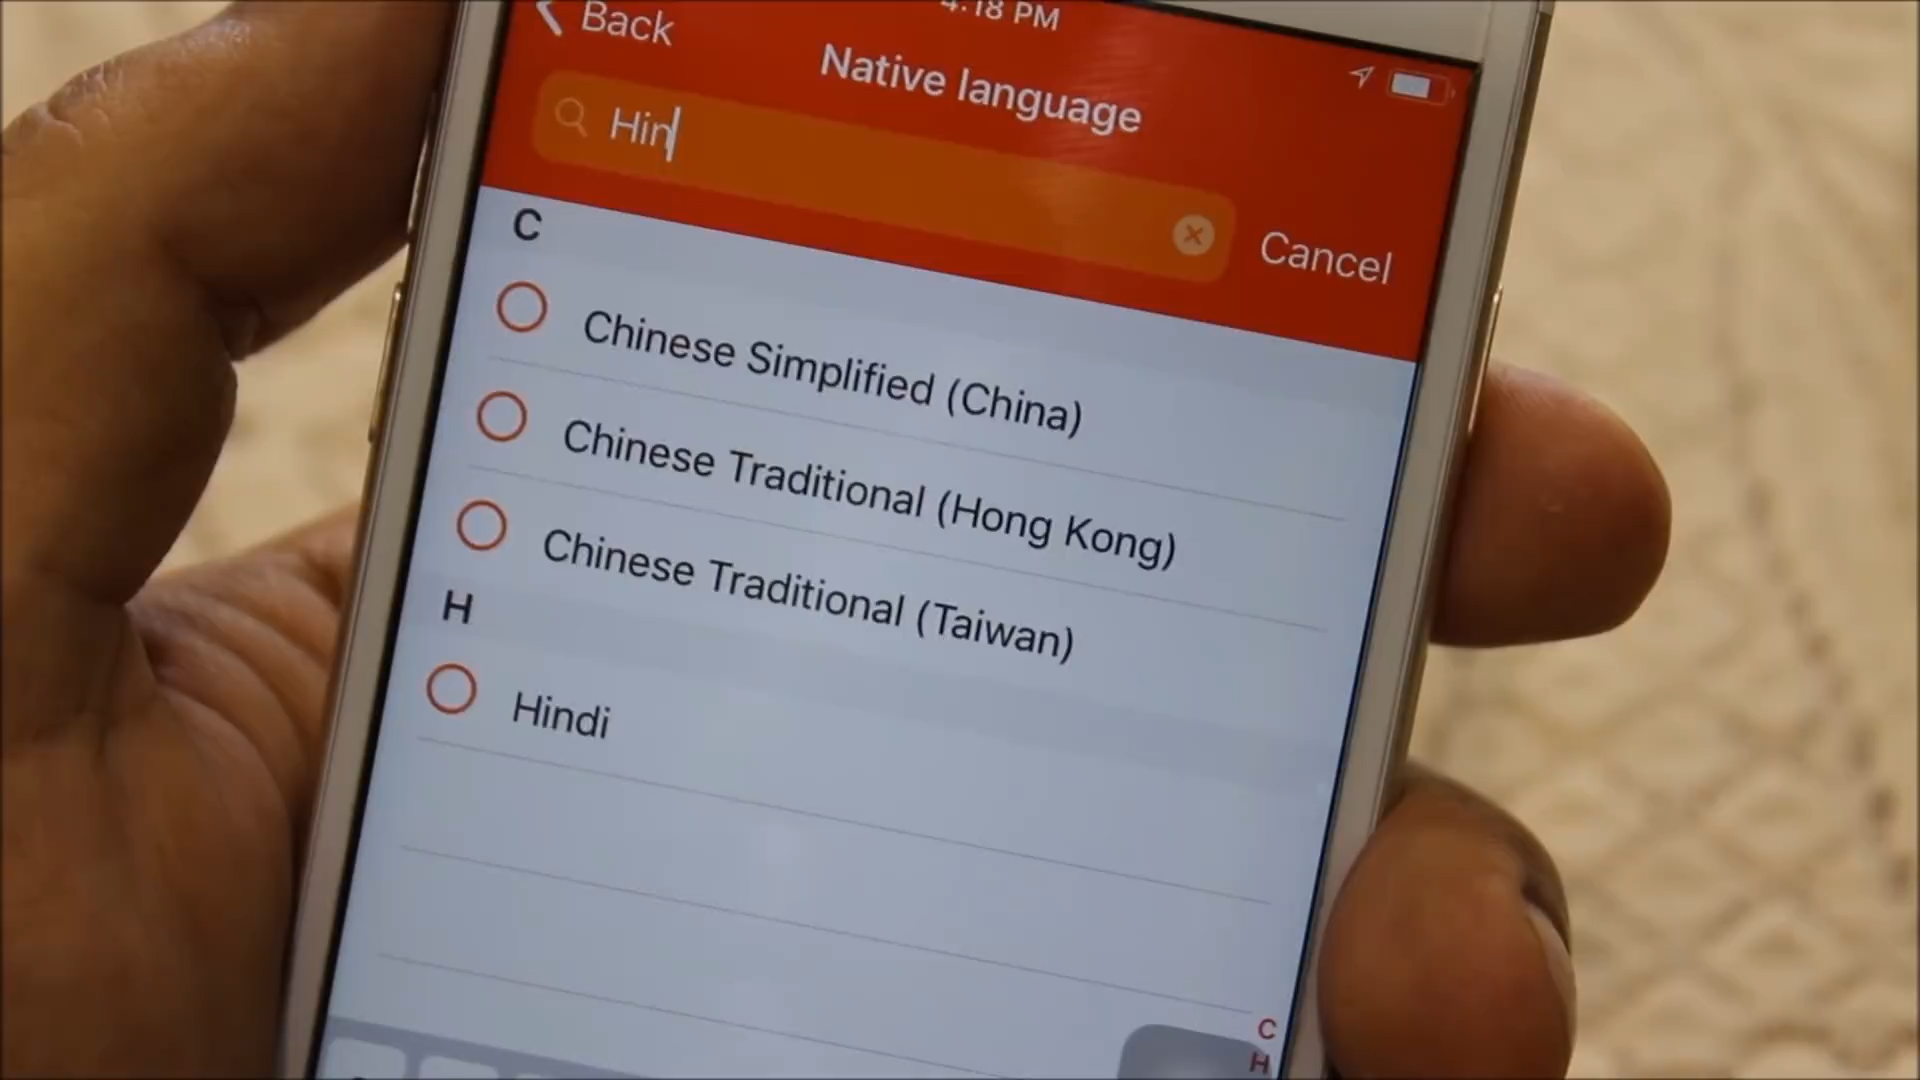 4:18 PM
Back
Native language
Hin
Cancel
C
Chinese Simplified (China)
Chinese Traditional (Hong Kong)
Chinese Traditional (Taiwan)
H
Hindi
C
H